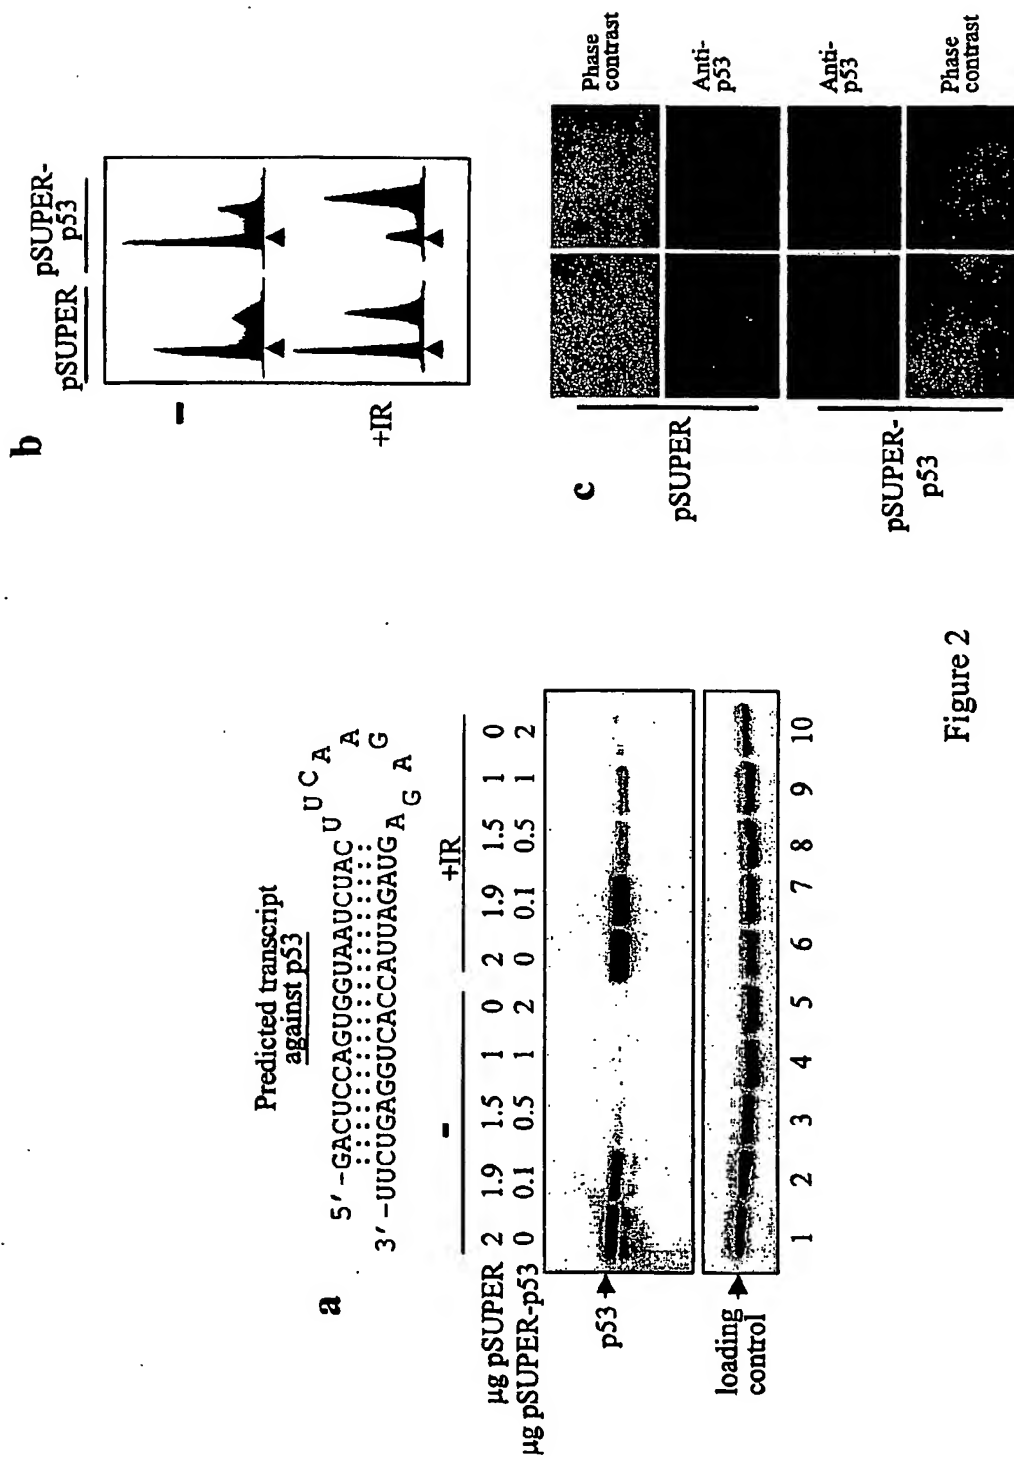 a
Predicted transcript
against p53
5'-GACUCCAGUGGUAAUCUAC
U U C A A G A G A
3'-UUCUGAGGUCACCAUUAGAUG
- +IR
µg pSUPER 2 1.9 1.5 1 0 2 1.9 1.5 1 0
µg pSUPER-p53 0 0.1 0.5 1 2 0 0.1 0.5 1 2
p53
loading
control
1 2 3 4 5 6 7 8 9 10
b
pSUPER pSUPER-
p53
-
+IR
c
pSUPER
Phase
contrast
Anti-
p53
pSUPER-
p53
Anti-
p53
Phase
contrast
Figure 2